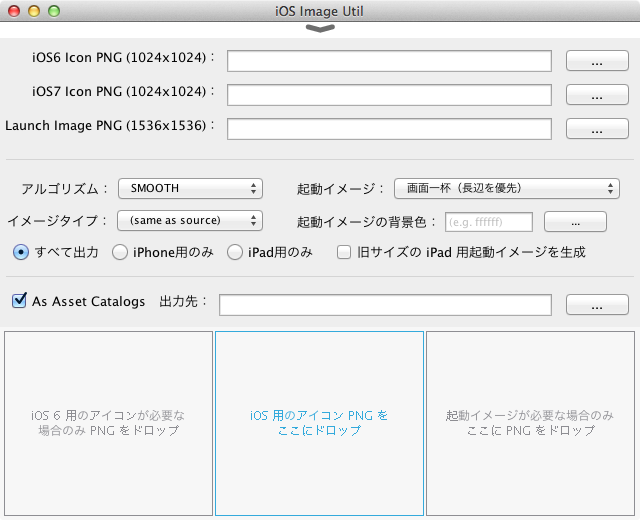 iOS Image Util
iOS6 Icon PNG (1024x1024)：
...
iOS7 Icon PNG (1024x1024)：
...
Launch Image PNG (1536x1536)：
...
アルゴリズム： SMOOTH 起動イメージ： 画面一杯（長辺を優先）
イメージタイプ： (same as source) 起動イメージの背景色： (e.g. ffffff) ...
すべて出力 iPhone用のみ iPad用のみ 旧サイズの iPad 用起動イメージを生成
As Asset Catalogs 出力先： ...
iOS 6 用のアイコンが必要な
場合のみ PNG をドロップ
iOS 用のアイコン PNG を
ここにドロップ
起動イメージが必要な場合のみ
ここに PNG をドロップ